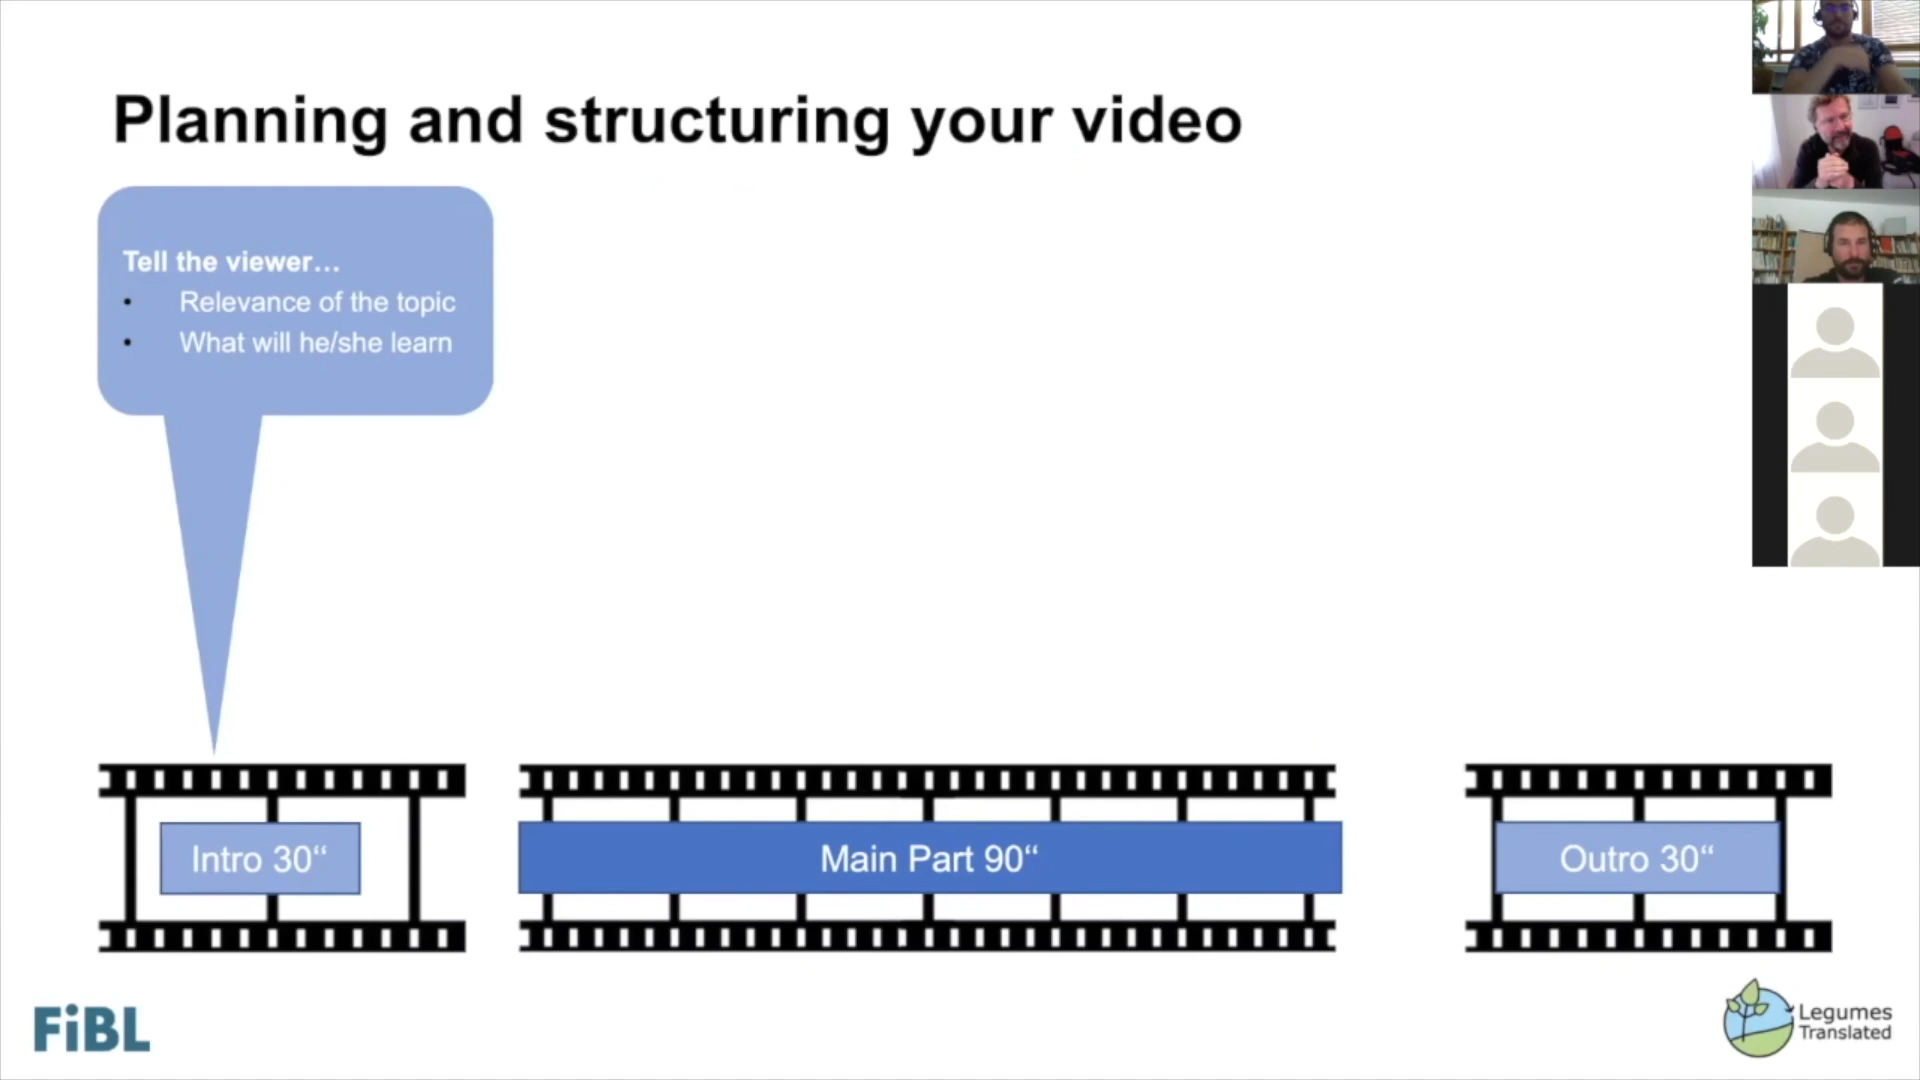 Planning and structuring your video
Tell the viewer…
• Relevance of the topic
• What will he/she learn
Intro 30“
Main Part 90“
Outro 30“
FiBL
Legumes
Translated